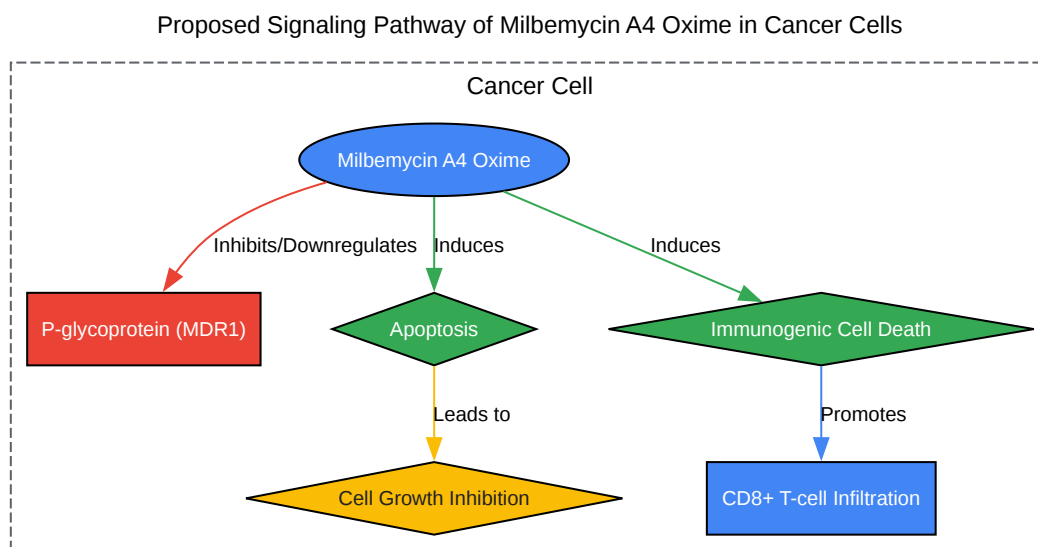 Proposed Signaling Pathway of Milbemycin A4 Oxime in Cancer Cells
Cancer Cell
Milbemycin A4 Oxime
Inhibits/Downregulates
Induces
Induces
P-glycoprotein (MDR1)
Apoptosis
Immunogenic Cell Death
Leads to
Promotes
Cell Growth Inhibition
CD8+ T-cell Infiltration